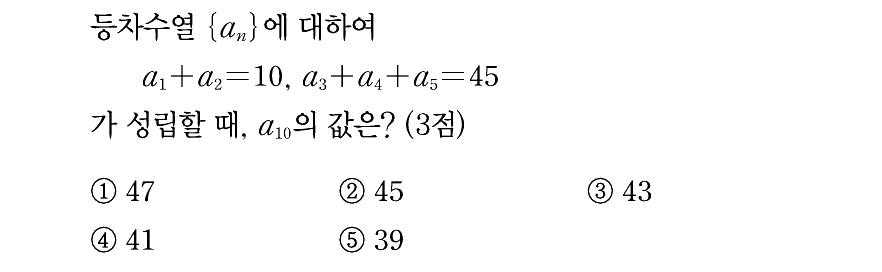 등차수열 {aₙ}에 대하여
a₁+a₂=10, a₃+a₄+a₅=45
가 성립할 때, a₁₀의 값은? (3점)
① 47 ② 45 ③ 43
④ 41 ⑤ 39